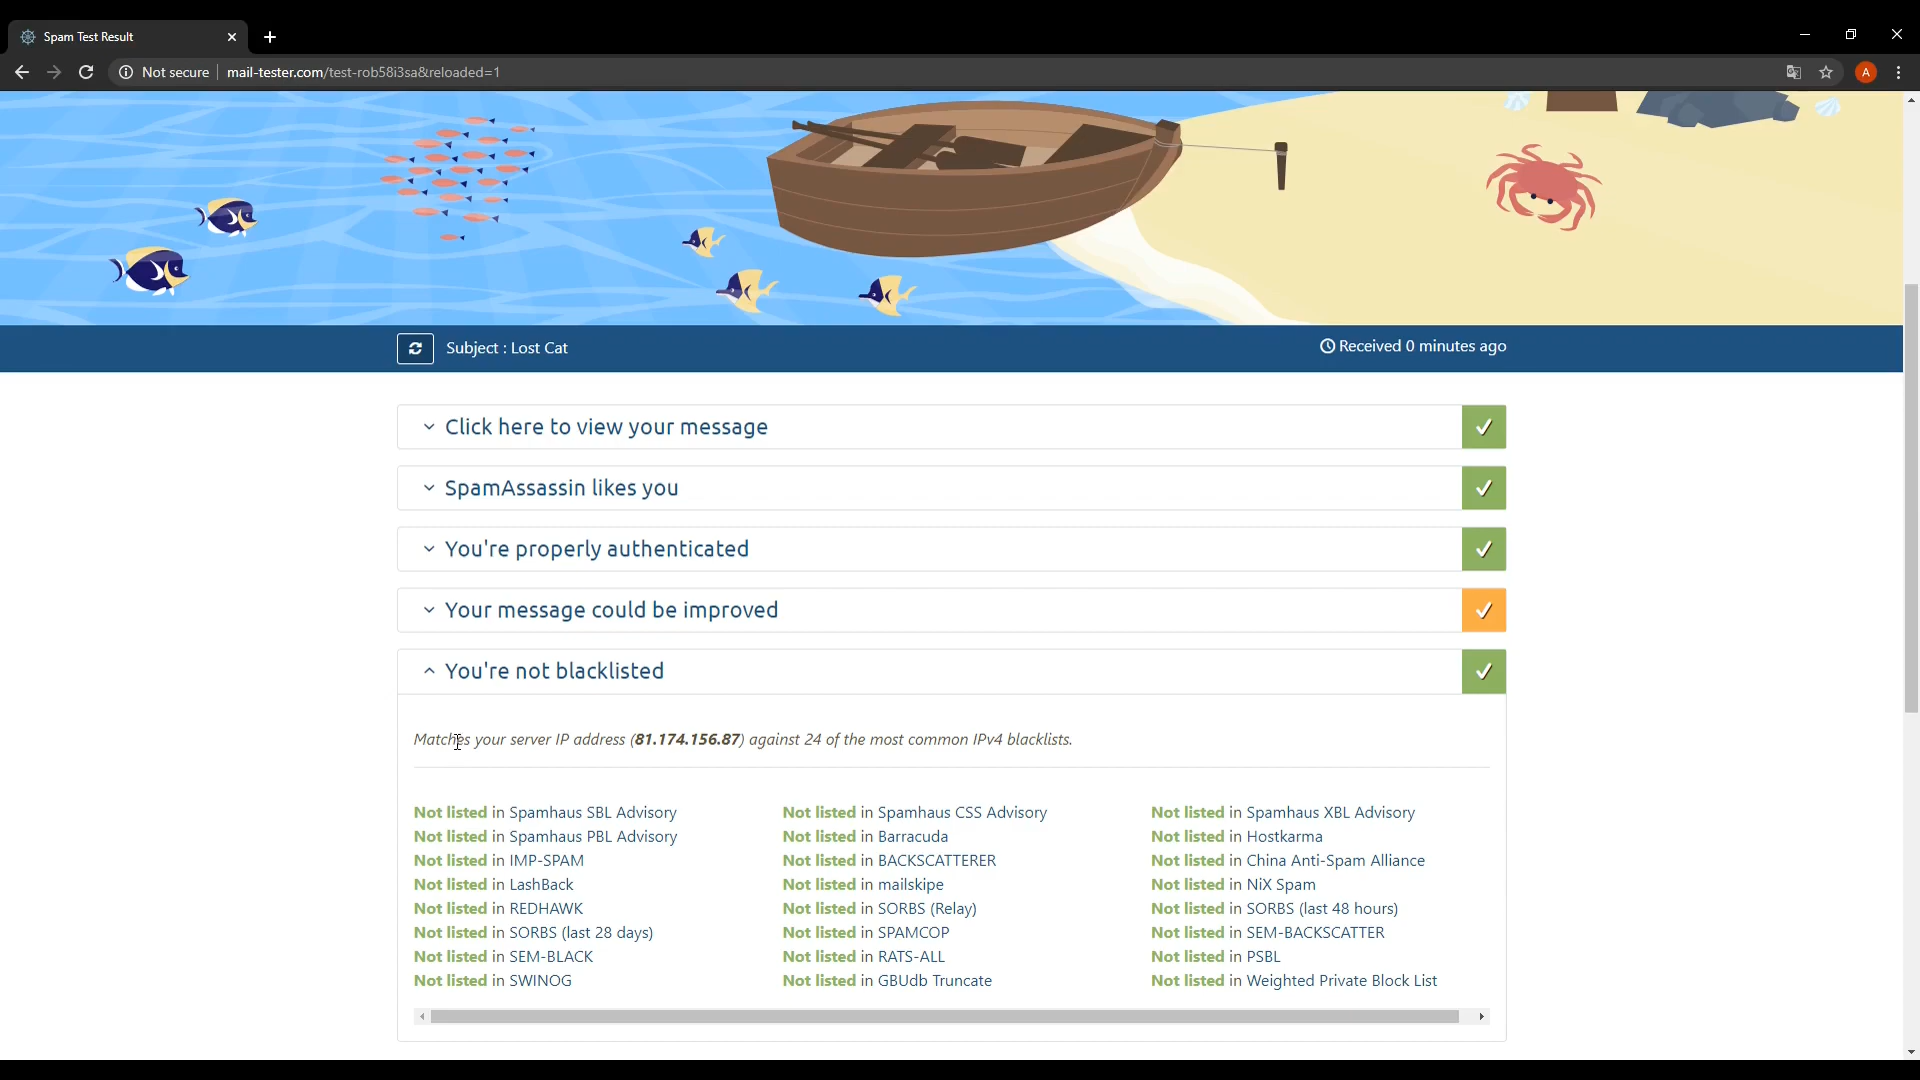 Spam Test Result
Not secure
mail-tester.com/test-rob58i3sa&reloaded=1
A
Subject : Lost Cat
Received 0 minutes ago
Click here to view your message
SpamAssassin likes you
You're properly authenticated
Your message could be improved
You're not blacklisted
Matches your server IP address (81.174.156.87) against 24 of the most common IPv4 blacklists.
Not listed in Spamhaus SBL Advisory
Not listed in Spamhaus CSS Advisory
Not listed in Spamhaus XBL Advisory
Not listed in Spamhaus PBL Advisory
Not listed in Barracuda
Not listed in Hostkarma
Not listed in IMP-SPAM
Not listed in BACKSCATTERER
Not listed in China Anti-Spam Alliance
Not listed in LashBack
Not listed in mailskipe
Not listed in NiX Spam
Not listed in REDHAWK
Not listed in SORBS (Relay)
Not listed in SORBS (last 48 hours)
Not listed in SORBS (last 28 days)
Not listed in SPAMCOP
Not listed in SEM-BACKSCATTER
Not listed in SEM-BLACK
Not listed in RATS-ALL
Not listed in PSBL
Not listed in SWINOG
Not listed in GBUdb Truncate
Not listed in Weighted Private Block List